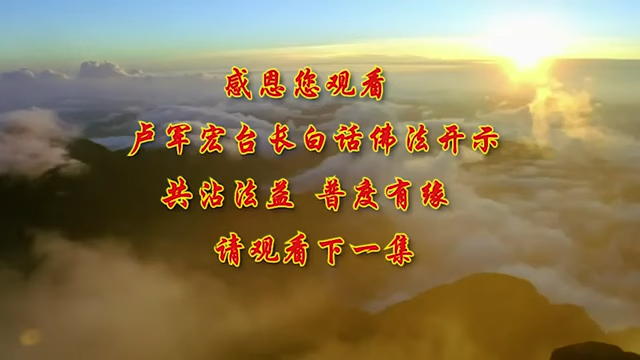 感恩您观看
卢军宏台长白话佛法开示
共沾法益 普度有缘
请观看下一集